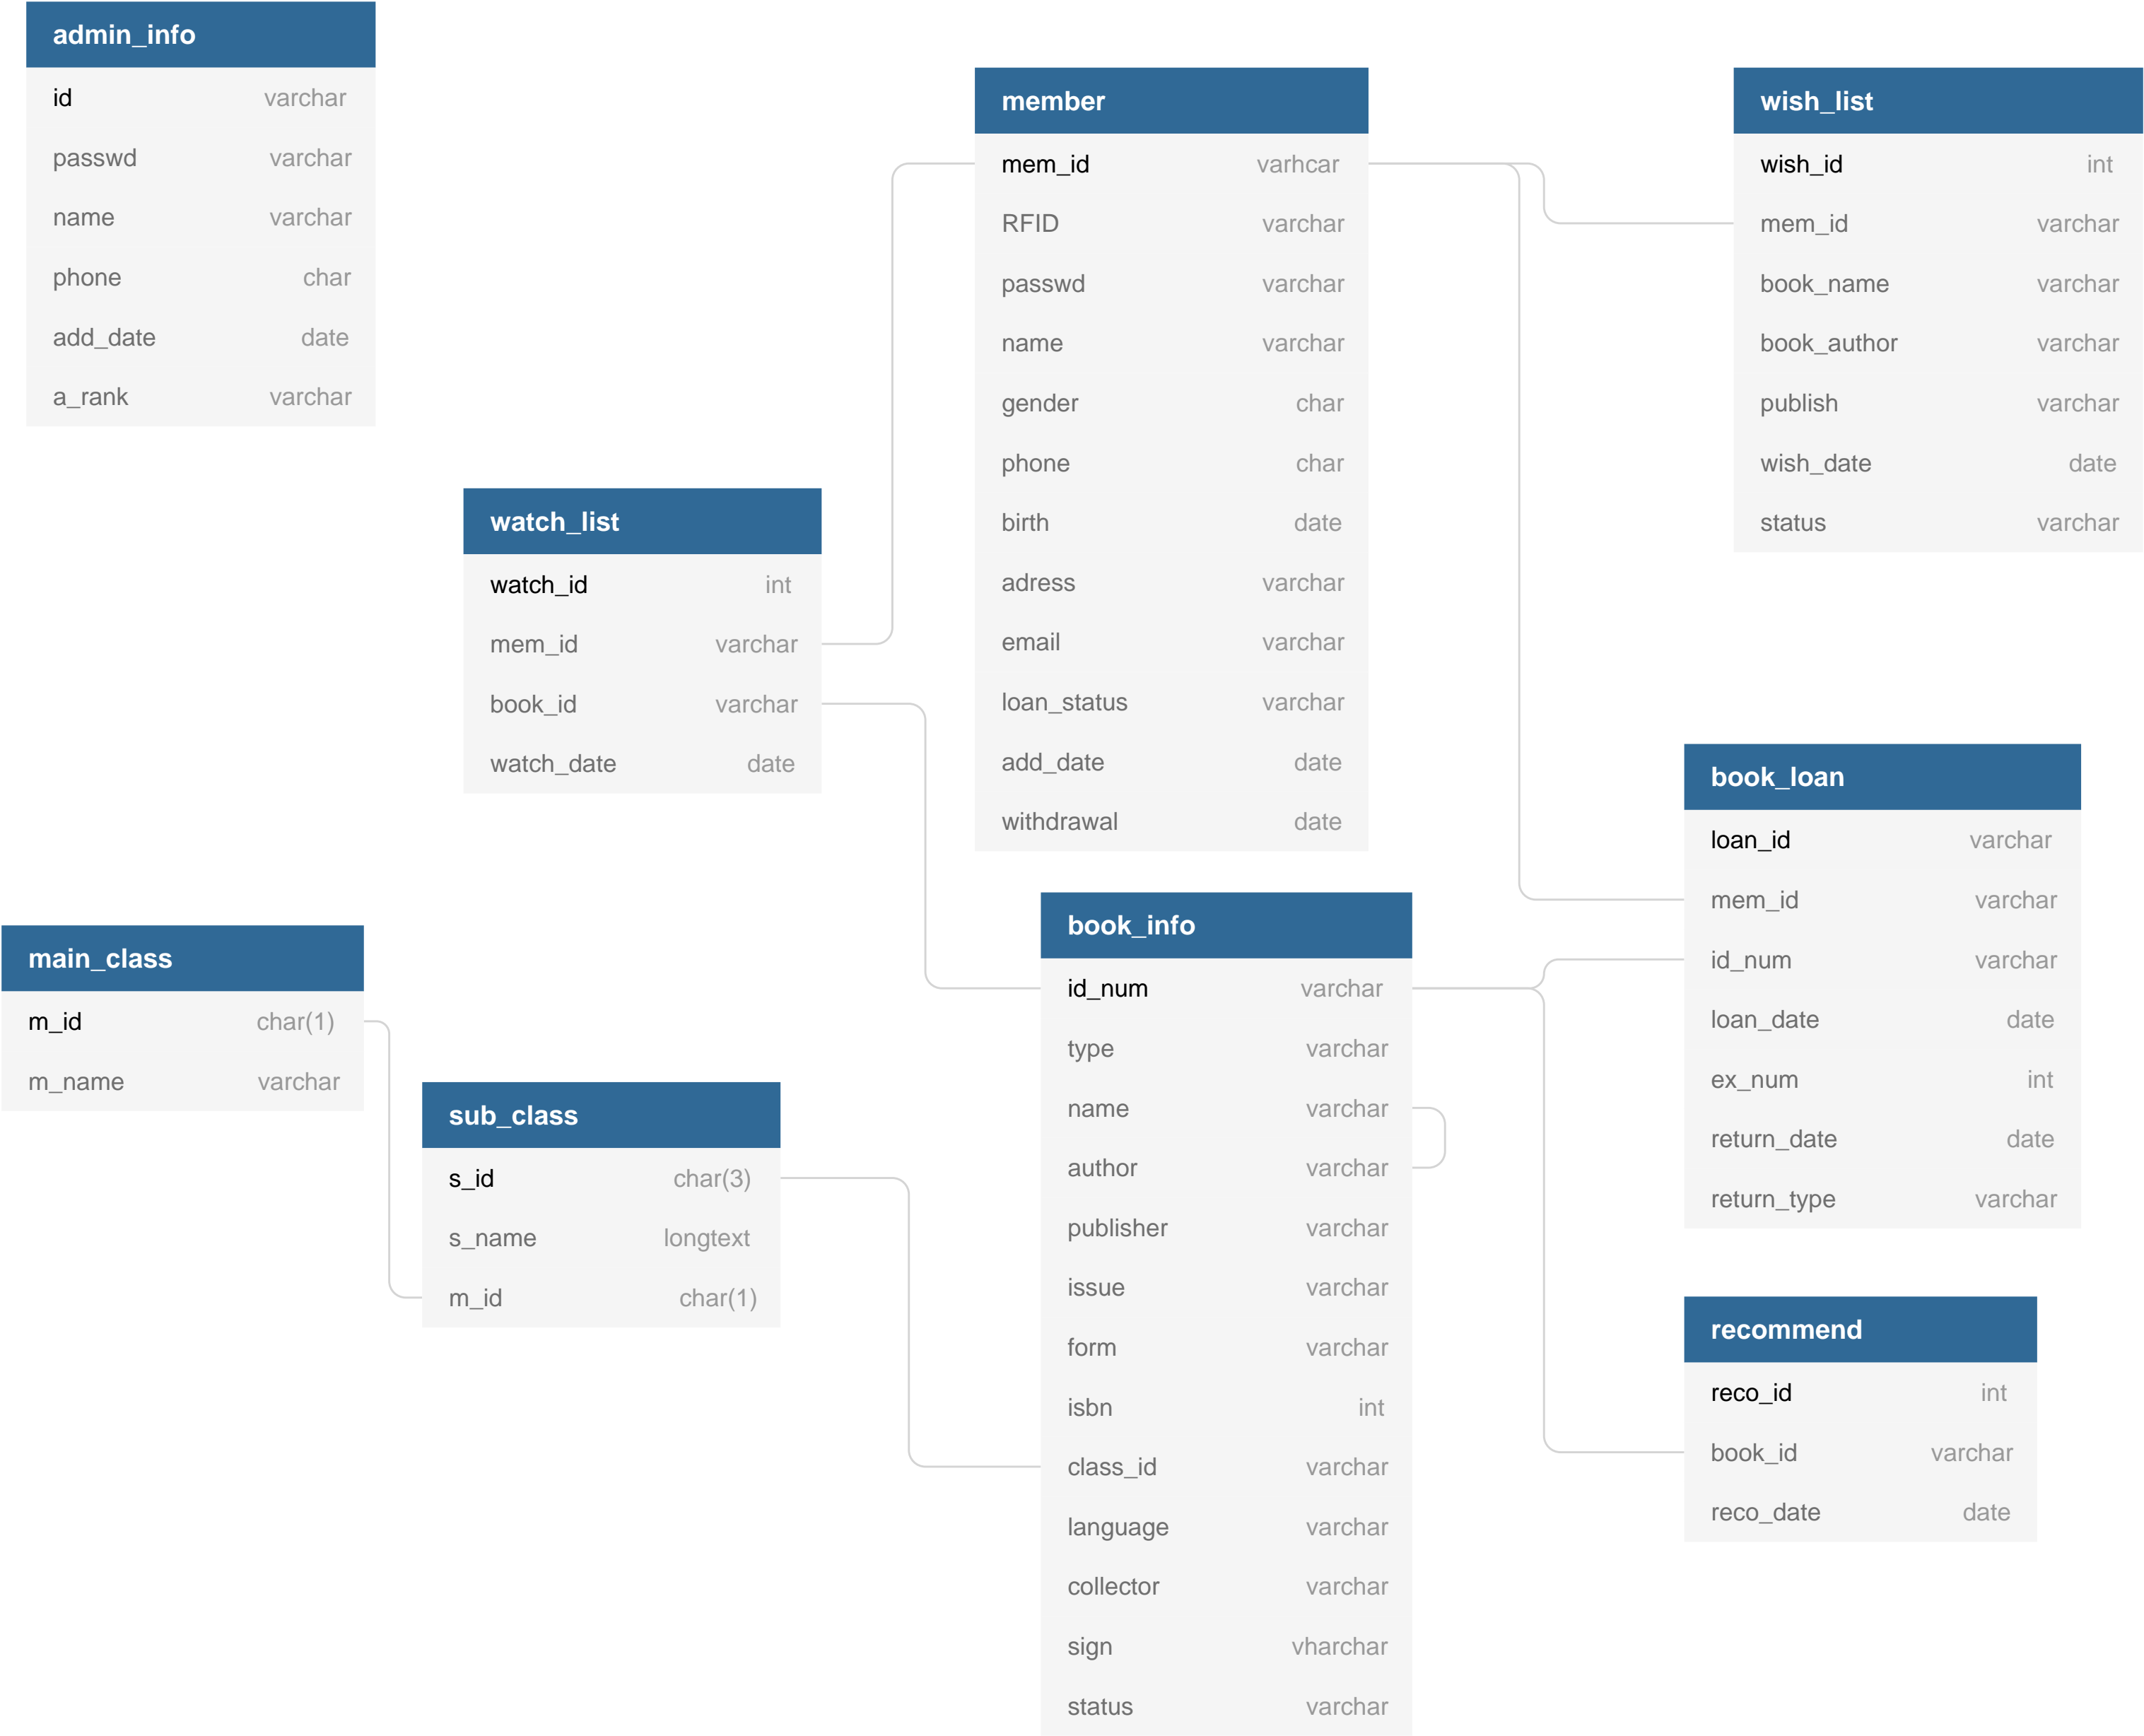 admin_info
id varchar
passwd varchar
name varchar
phone char
add_date date
a_rank varchar
member
mem_id varhcar
RFID varchar
passwd varchar
name varchar
gender char
phone char
birth date
adress varchar
email varchar
loan_status varchar
add_date date
withdrawal date
wish_list
wish_id int
mem_id varchar
book_name varchar
book_author varchar
publish varchar
wish_date date
status varchar
watch_list
watch_id int
mem_id varchar
book_id varchar
watch_date date
book_loan
loan_id varchar
mem_id varchar
id_num varchar
loan_date date
ex_num int
return_date date
return_type varchar
main_class
m_id char(1)
m_name varchar
sub_class
s_id char(3)
s_name longtext
m_id char(1)
book_info
id_num varchar
type varchar
name varchar
author varchar
publisher varchar
issue varchar
form varchar
isbn int
class_id varchar
language varchar
collector varchar
sign vharchar
status varchar
recommend
reco_id int
book_id varchar
reco_date date